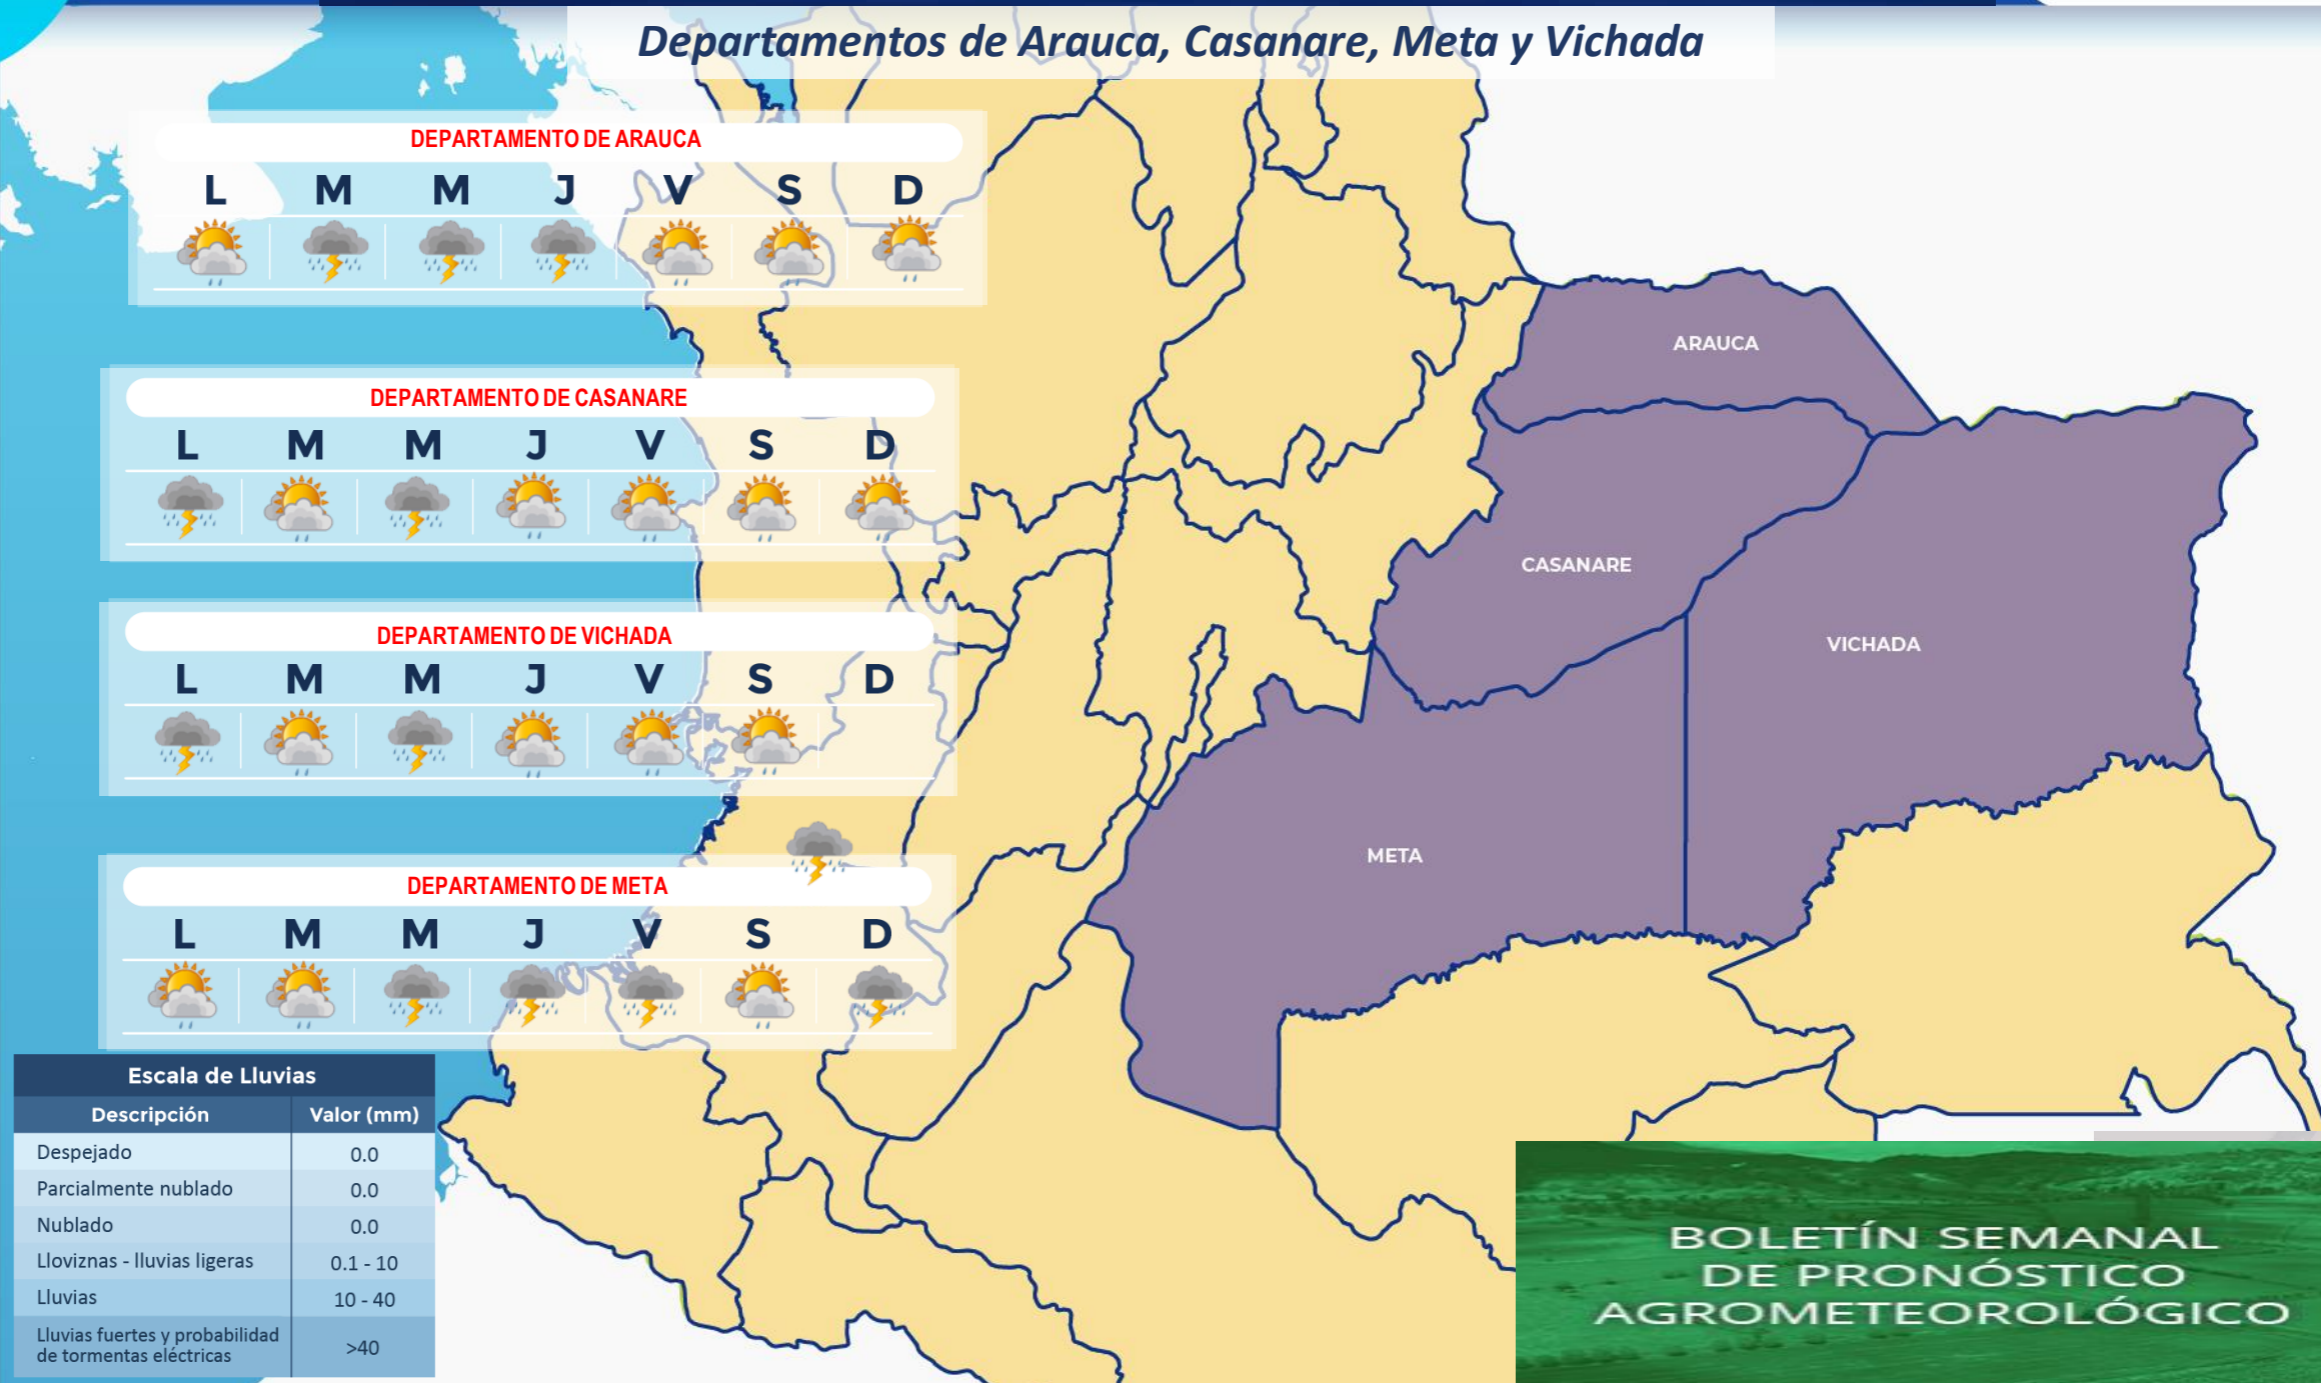 Departamentos de Arauca, Casanare, Meta y Vichada
DEPARTAMENTO DE ARAUCA
L M M J V S D
DEPARTAMENTO DE CASANARE
L M M J V S D
DEPARTAMENTO DE VICHADA
L M M J V S D
DEPARTAMENTO DE META
L M M J V S D
ARAUCA
CASANARE
VICHADA
META
Escala de Lluvias
Descripción Valor (mm)
Despejado 0.0
Parcialmente nublado 0.0
Nublado 0.0
Lloviznas - lluvias ligeras 0.1 - 10
Lluvias 10 - 40
Lluvias fuertes y probabilidad
de tormentas eléctricas >40
BOLETÍN SEMANAL
DE PRONÓSTICO
AGROMETEOROLÓGICO